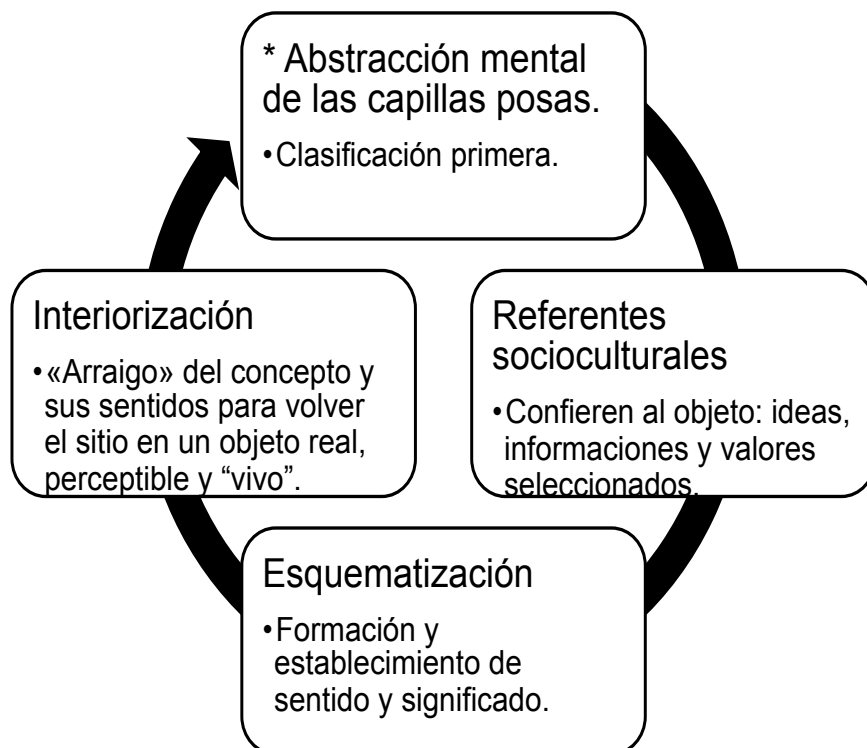 * Abstracción mental
de las capillas posas.
•Clasificación primera.
Referentes
socioculturales
•Confieren al objeto: ideas,
informaciones y valores
seleccionados.
Esquematización
•Formación y
establecimiento de
sentido y significado.
Interiorización
•«Arraigo» del concepto y
sus sentidos para volver
el sitio en un objeto real,
perceptible y “vivo”.